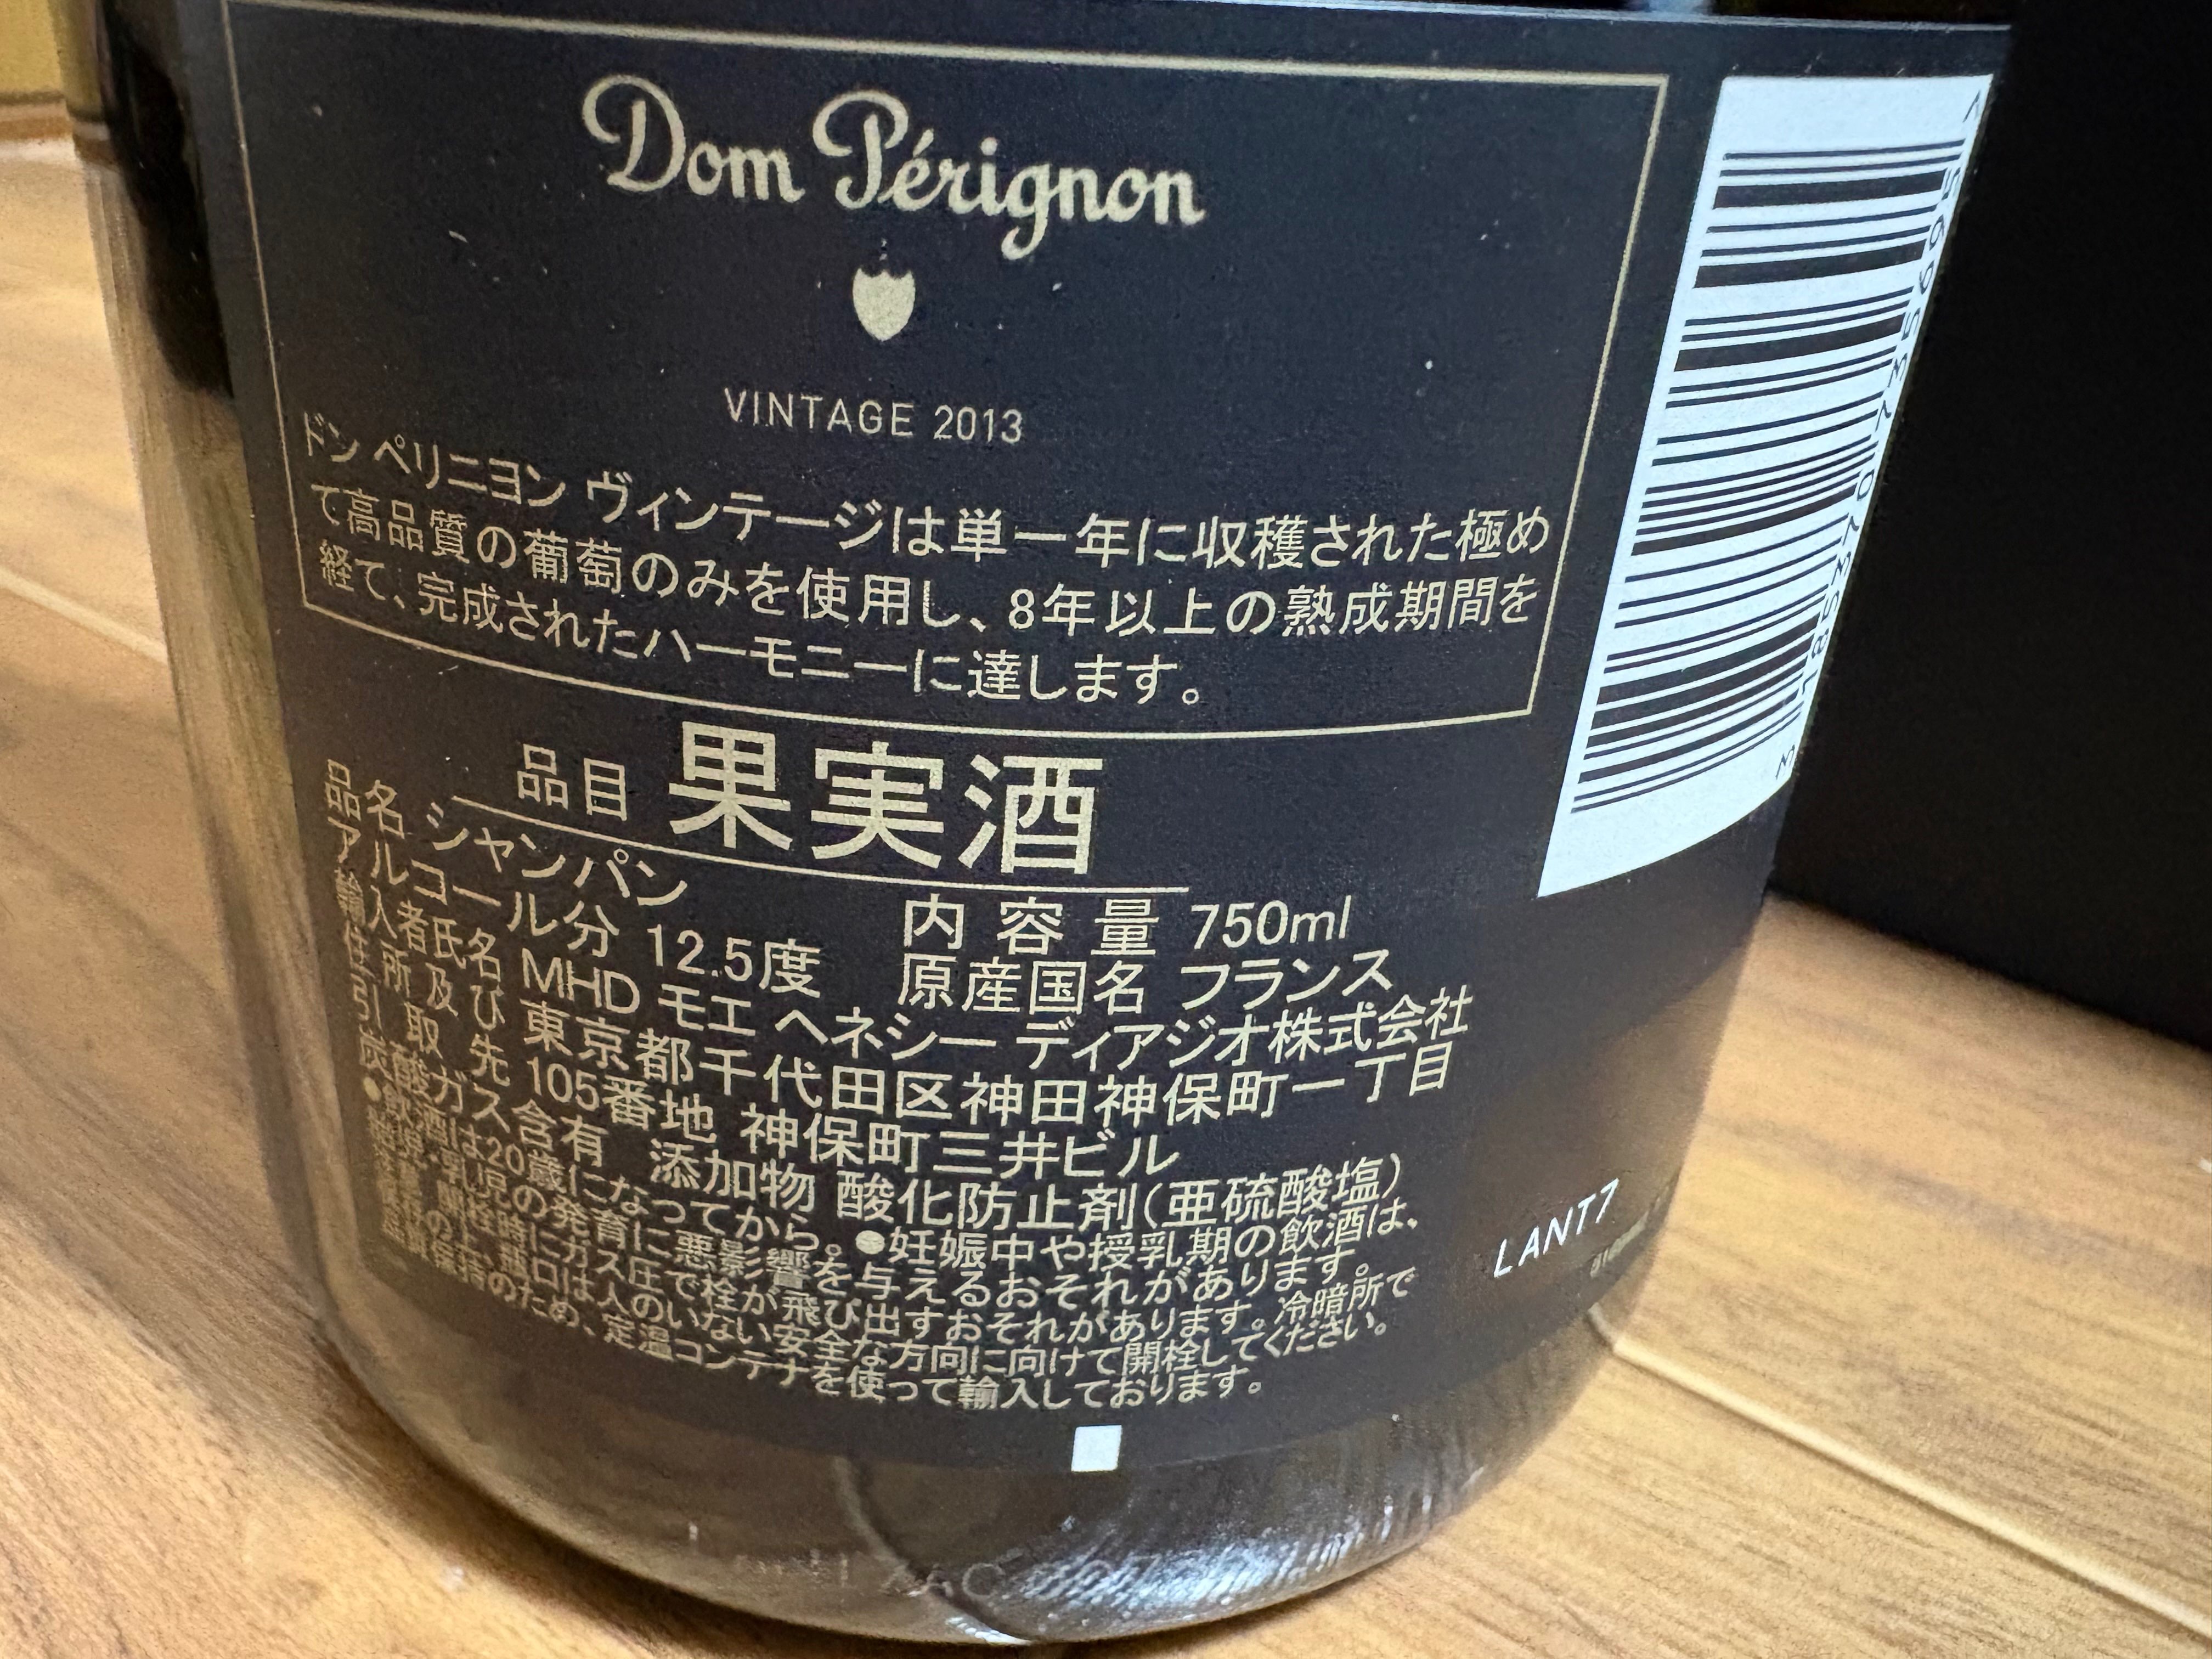 Dom Pérignon
VINTAGE 2013
ドン ペリニヨン ヴィンテージは単一年に収穫された極め
て高品質の葡萄のみを使用し、8年以上の熟成期間を
経て、完成されたハーモニーに達します。
品目 果実酒
品名 シャンパン 内容量 750ml
アルコール分 12.5度 原産国名 フランス
輸入者氏名 MHD モエ ヘネシー ディアジオ株式会社
住所及び 東京都千代田区神田神保町一丁目
引取先 105番地 神保町三井ビル
炭酸ガス含有 添加物 酸化防止剤(亜硫酸塩)
●飲酒は20歳になってから。●妊娠中や授乳期の飲酒は、
胎児・乳児の発育に悪影響を与えるおそれがあります。
開栓時にガス圧で栓が飛び出すおそれがあります。冷暗所で
の上、瓶口は人のいない安全な方向に向けて開栓してください。
品質保持のため、定温コンテナを使って輸入しております。
LANT7